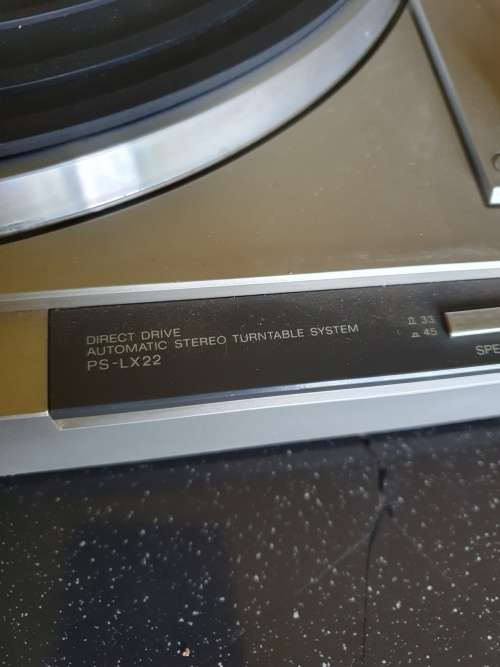 DIRECT DRIVE
AUTOMATIC STEREO TURNTABLE SYSTEM
PS-LX22
33
45
SPE